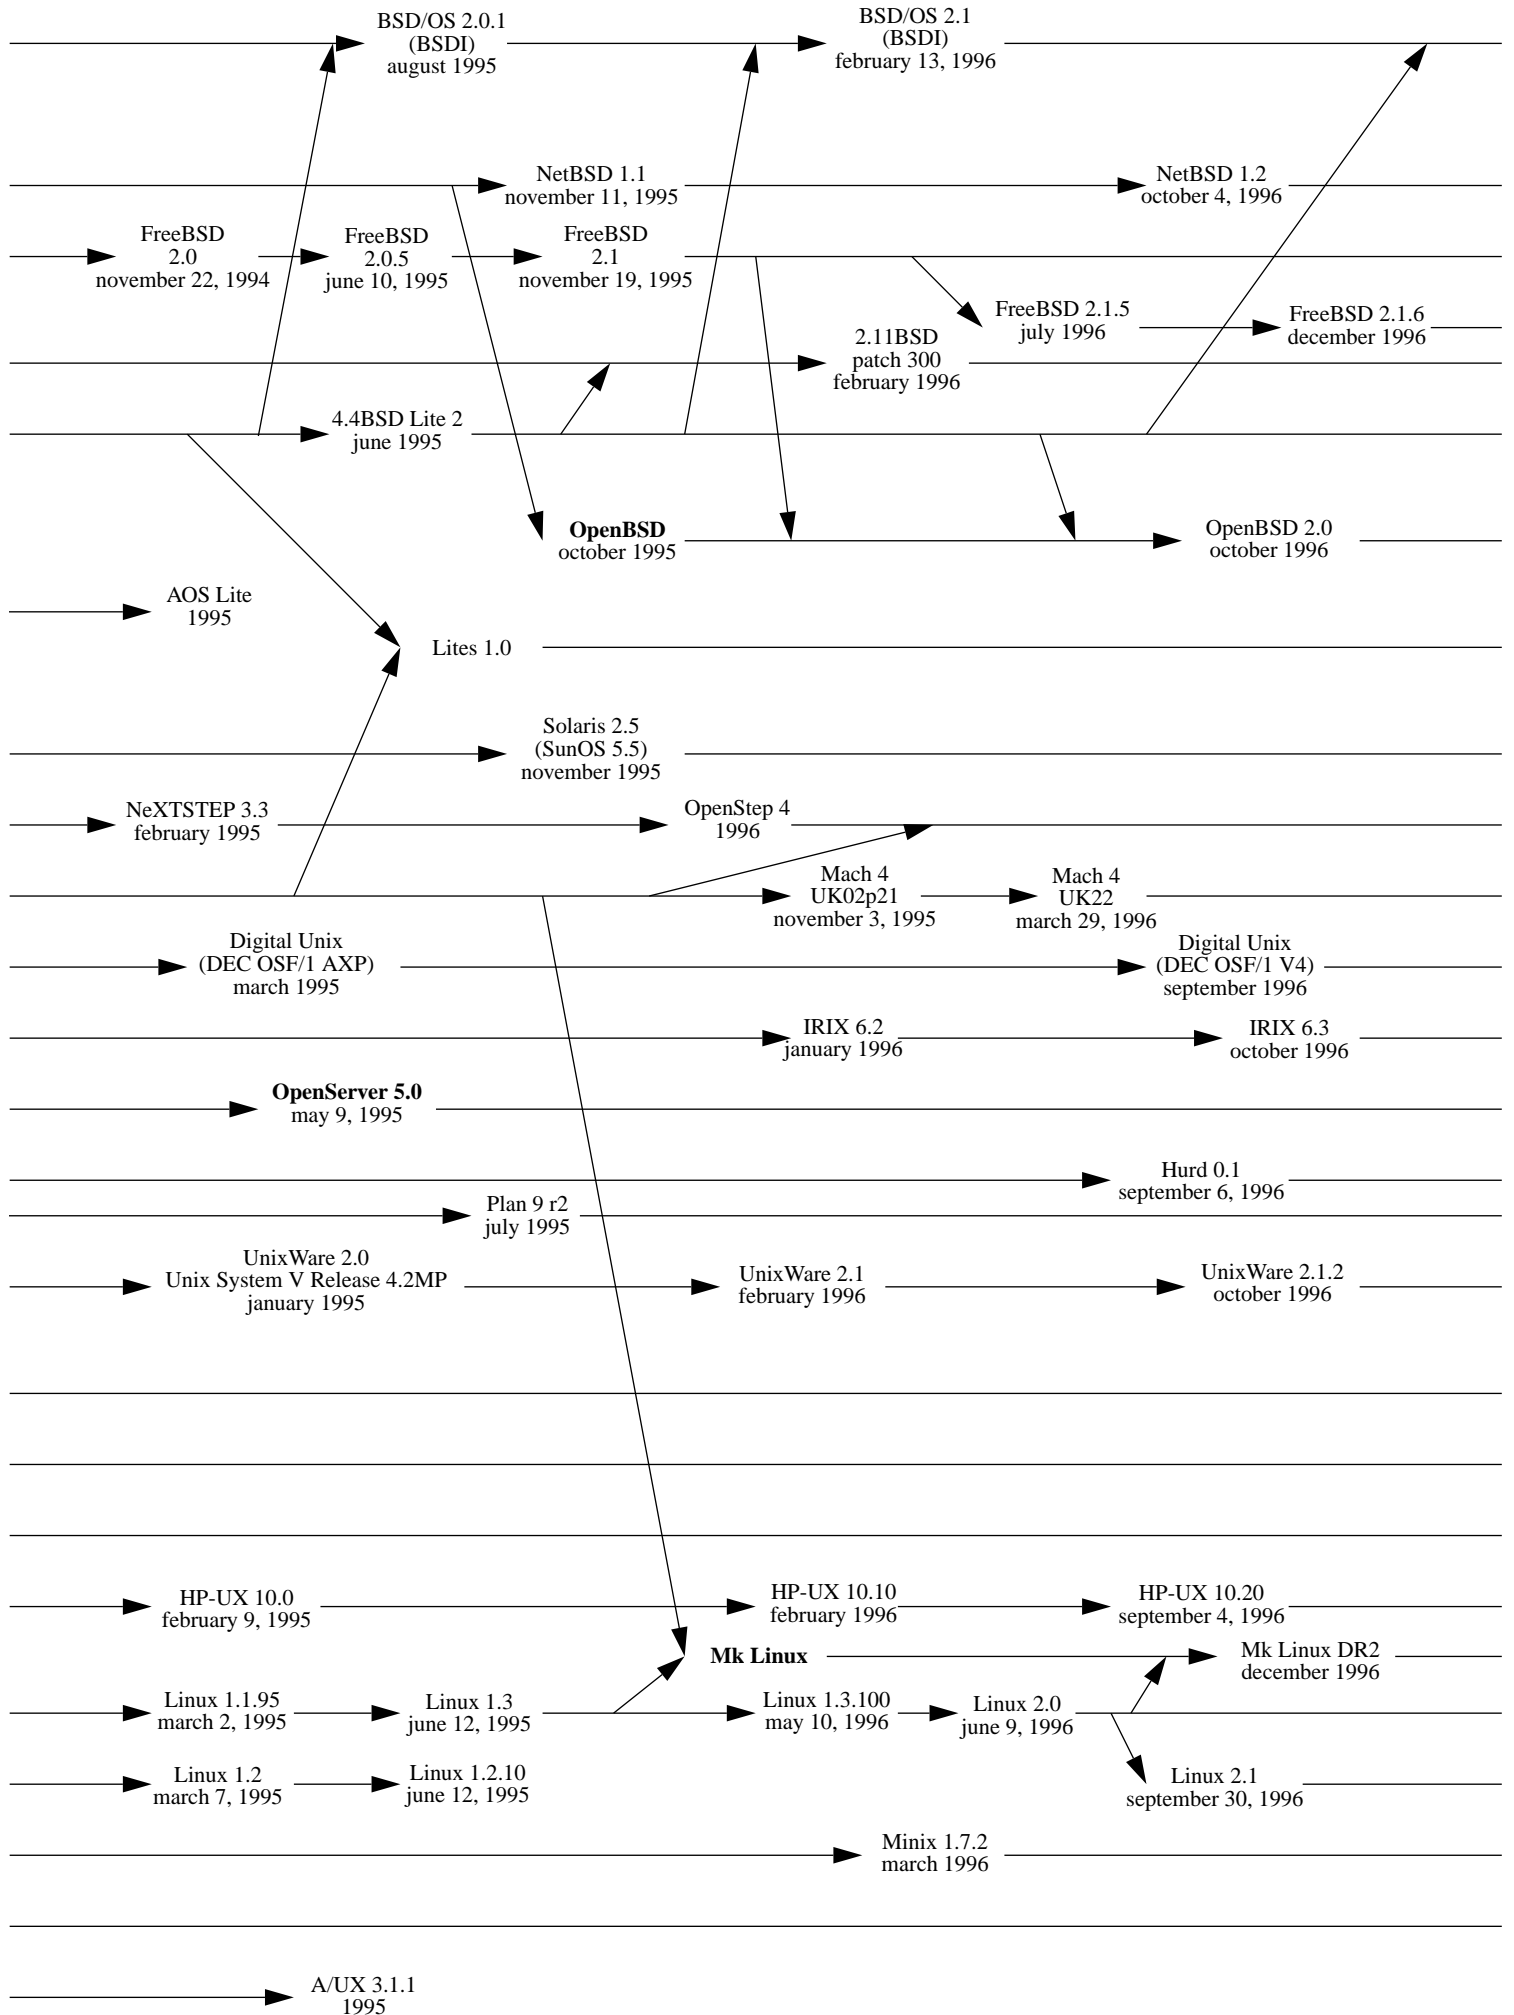 BSD/OS 2.0.1
(BSDI)
august 1995
BSD/OS 2.1
(BSDI)
february 13, 1996
NetBSD 1.1
november 11, 1995
NetBSD 1.2
october 4, 1996
FreeBSD
2.0
november 22, 1994
FreeBSD
2.0.5
june 10, 1995
FreeBSD
2.1
november 19, 1995
FreeBSD 2.1.5
july 1996
FreeBSD 2.1.6
december 1996
2.11BSD
patch 300
february 1996
4.4BSD Lite 2
june 1995
OpenBSD
october 1995
OpenBSD 2.0
october 1996
AOS Lite
1995
Lites 1.0
Solaris 2.5
(SunOS 5.5)
november 1995
NeXTSTEP 3.3
february 1995
OpenStep 4
1996
Mach 4
UK02p21
november 3, 1995
Mach 4
UK22
march 29, 1996
Digital Unix
(DEC OSF/1 AXP)
march 1995
Digital Unix
(DEC OSF/1 V4)
september 1996
IRIX 6.2
january 1996
IRIX 6.3
october 1996
OpenServer 5.0
may 9, 1995
Hurd 0.1
september 6, 1996
Plan 9 r2
july 1995
UnixWare 2.0
Unix System V Release 4.2MP
january 1995
UnixWare 2.1
february 1996
UnixWare 2.1.2
october 1996
HP-UX 10.0
february 9, 1995
HP-UX 10.10
february 1996
HP-UX 10.20
september 4, 1996
Mk Linux
Mk Linux DR2
december 1996
Linux 1.1.95
march 2, 1995
Linux 1.3
june 12, 1995
Linux 1.3.100
may 10, 1996
Linux 2.0
june 9, 1996
Linux 1.2
march 7, 1995
Linux 1.2.10
june 12, 1995
Linux 2.1
september 30, 1996
Minix 1.7.2
march 1996
A/UX 3.1.1
1995